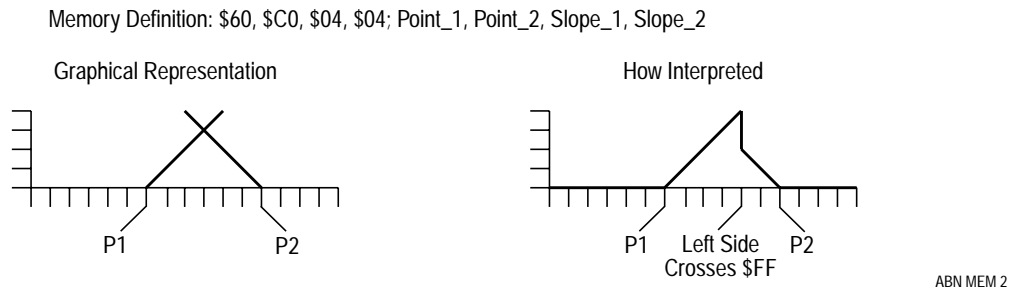 Memory Definition: $60, $C0, $04, $04; Point_1, Point_2, Slope_1, Slope_2
Graphical Representation
How Interpreted
P1
P2
P1
Left Side
Crosses $FF
P2
ABN MEM 2